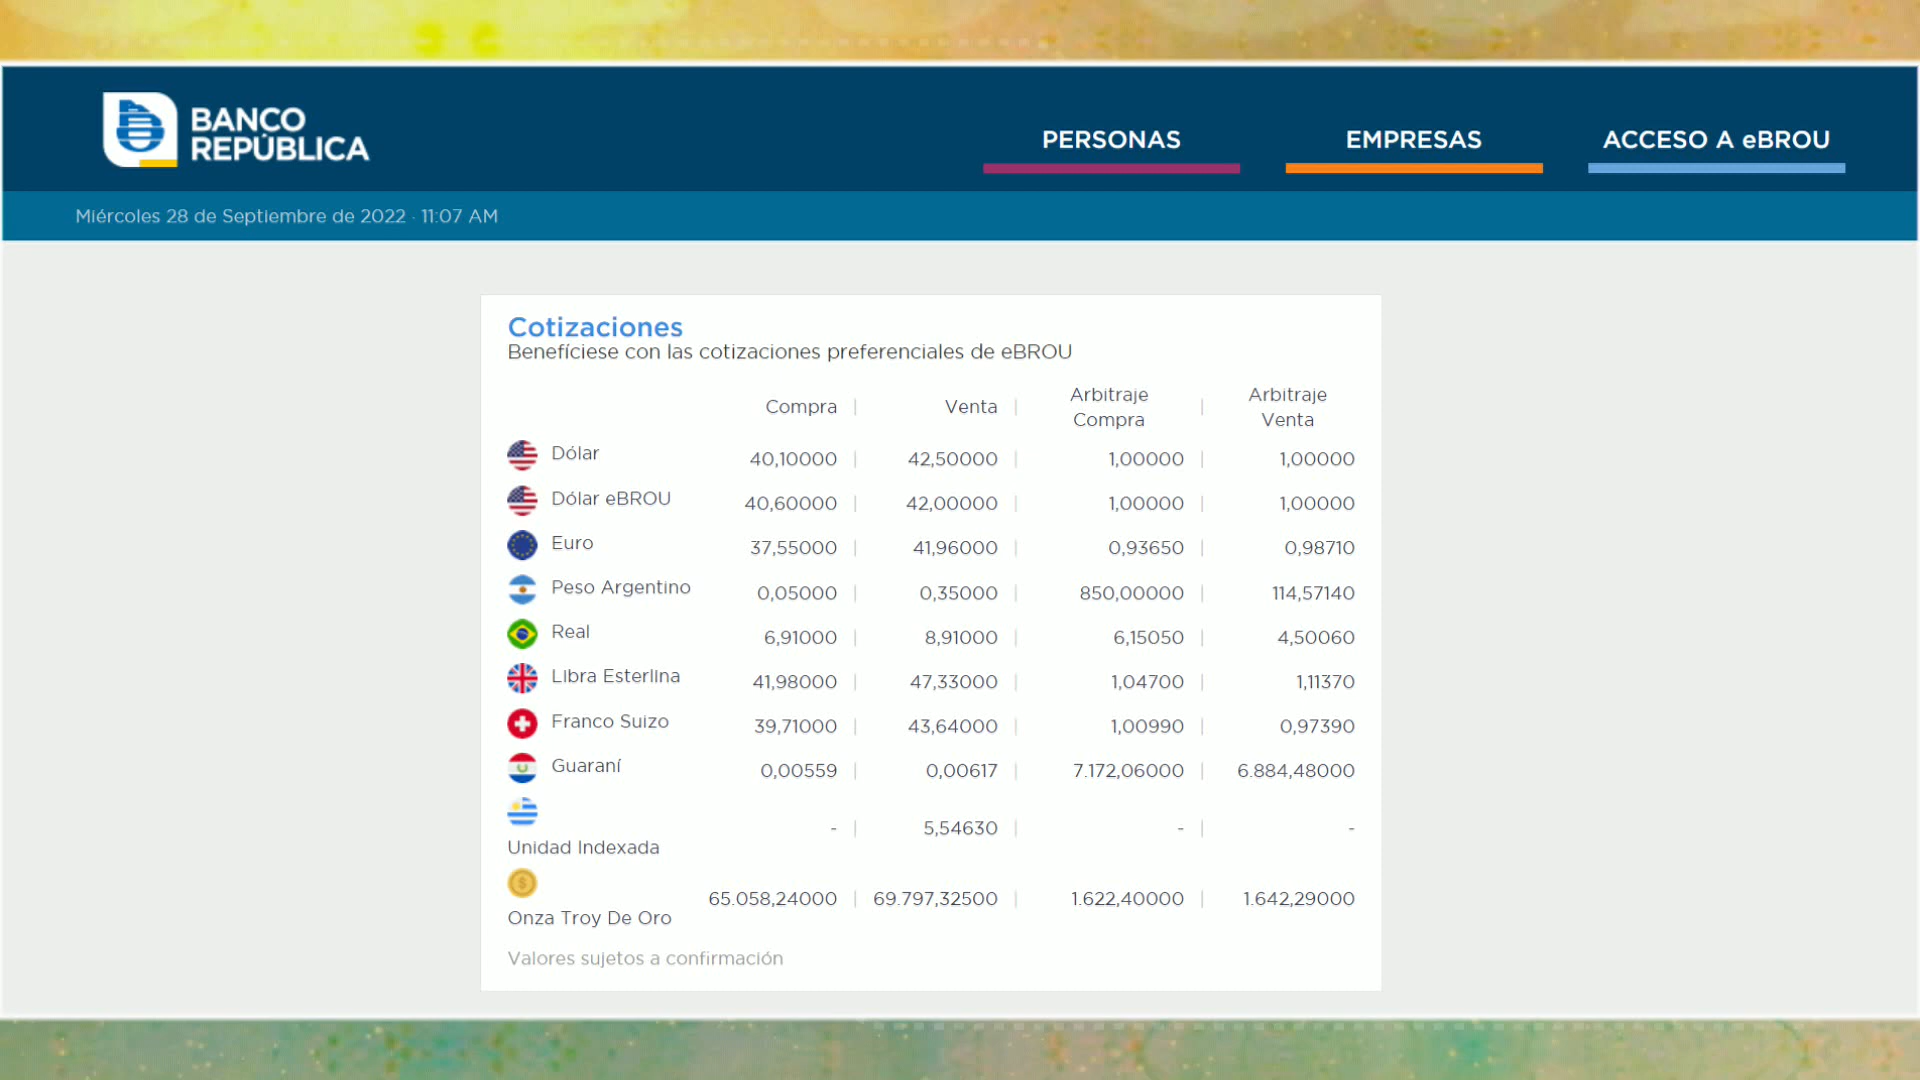 BANCO
REPÚBLICA
PERSONAS
EMPRESAS
ACCESO A eBROU
Miércoles 28 de Septiembre de 2022 · 11:07 AM
Cotizaciones
Benefíciese con las cotizaciones preferenciales de eBROU
Compra | Venta | Arbitraje Compra | Arbitraje Venta
Dólar 40,10000 | 42,50000 | 1,00000 | 1,00000
Dólar eBROU 40,60000 | 42,00000 | 1,00000 | 1,00000
Euro 37,55000 | 41,96000 | 0,93650 | 0,98710
Peso Argentino 0,05000 | 0,35000 | 850,00000 | 114,57140
Real 6,91000 | 8,91000 | 6,15050 | 4,50060
Libra Esterlina 41,98000 | 47,33000 | 1,04700 | 1,11370
Franco Suizo 39,71000 | 43,64000 | 1,00990 | 0,97390
Guaraní 0,00559 | 0,00617 | 7.172,06000 | 6.884,48000
Unidad Indexada - | 5,54630 | - | -
Onza Troy De Oro 65.058,24000 | 69.797,32500 | 1.622,40000 | 1.642,29000
Valores sujetos a confirmación